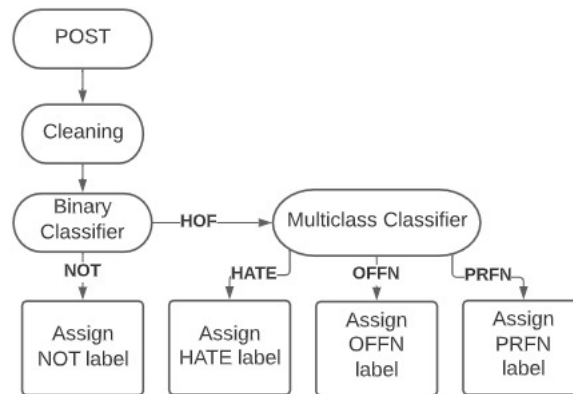 POST
Cleaning
Binary
Classifier
HOF
Multiclass Classifier
NOT
HATE
OFFN
PRFN
Assign
NOT label
Assign
HATE label
Assign
OFFN
label
Assign
PRFN
label